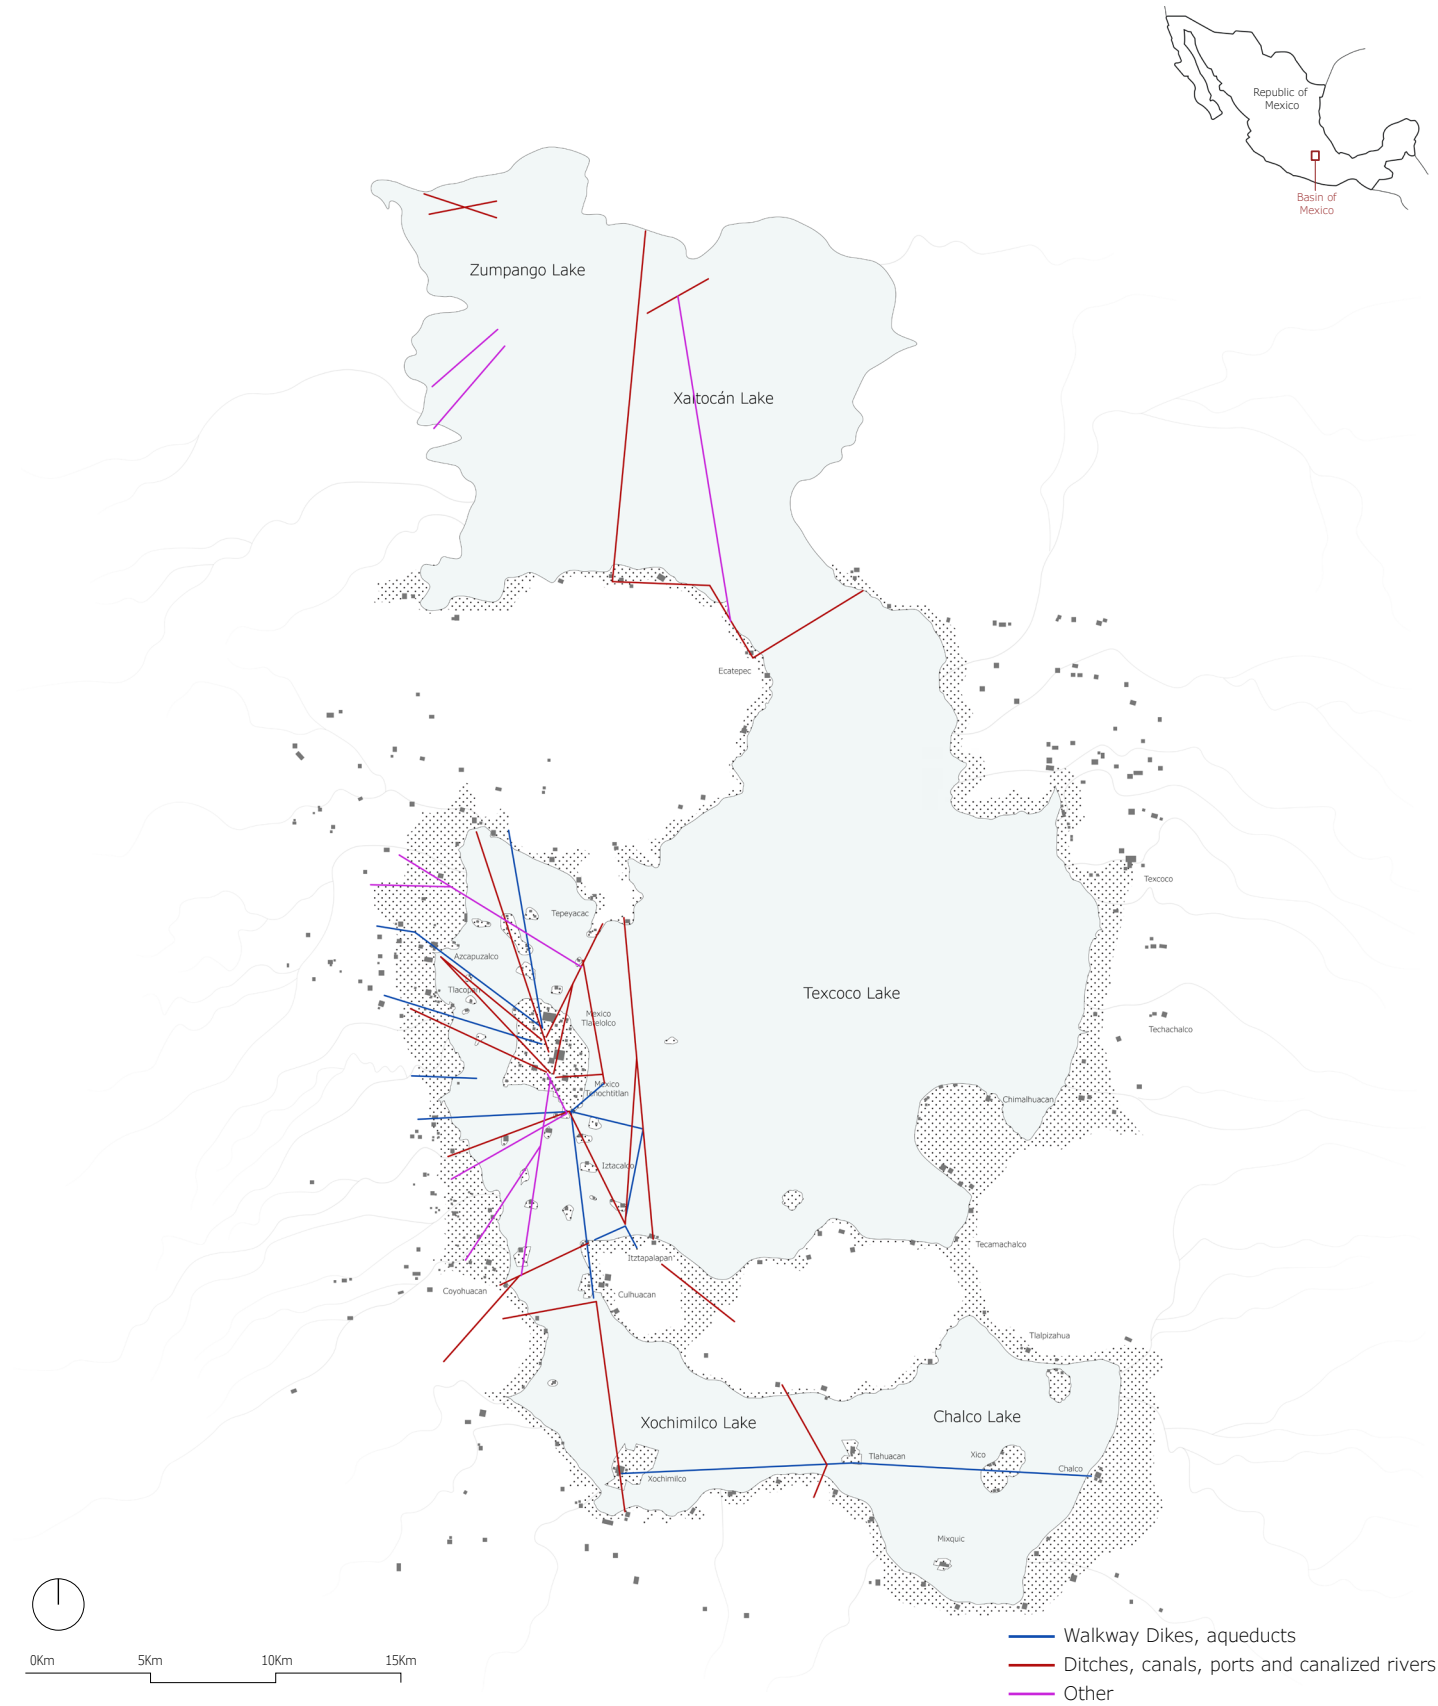 Republic of
Mexico
Basin of
Mexico
Zumpango Lake
Xaltocán Lake
Ecatepec
Texcoco
Tepeyacac
Azcapuzalco
Tlacopan
Texcoco Lake
Mexico
Tlatelolco
Techachalco
Mexico
Tenochtitlan
Chimalhuacan
Iztacalco
Tecamachalco
Itztapalapan
Coyohuacan
Culhuacan
Tlalpizahua
Xochimilco Lake
Chalco Lake
Tlahuacan
Xico
Chalco
Xochimilco
Mixquic
0Km
5Km
10Km
15Km
Walkway Dikes, aqueducts
Ditches, canals, ports and canalized rivers
Other